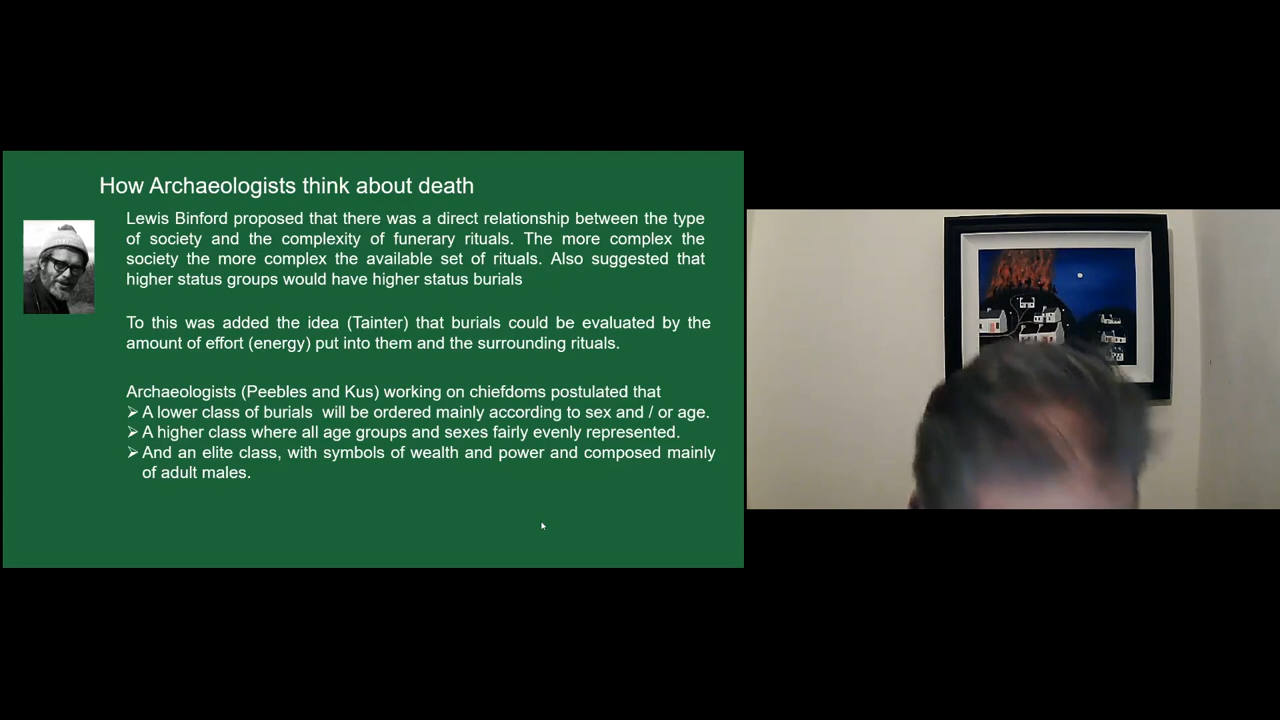 How Archaeologists think about death
Lewis Binford proposed that there was a direct relationship between the type
of society and the complexity of funerary rituals. The more complex the
society the more complex the available set of rituals. Also suggested that
higher status groups would have higher status burials
To this was added the idea (Tainter) that burials could be evaluated by the
amount of effort (energy) put into them and the surrounding rituals.
Archaeologists (Peebles and Kus) working on chiefdoms postulated that
➢ A lower class of burials will be ordered mainly according to sex and / or age.
➢ A higher class where all age groups and sexes fairly evenly represented.
➢ And an elite class, with symbols of wealth and power and composed mainly
of adult males.